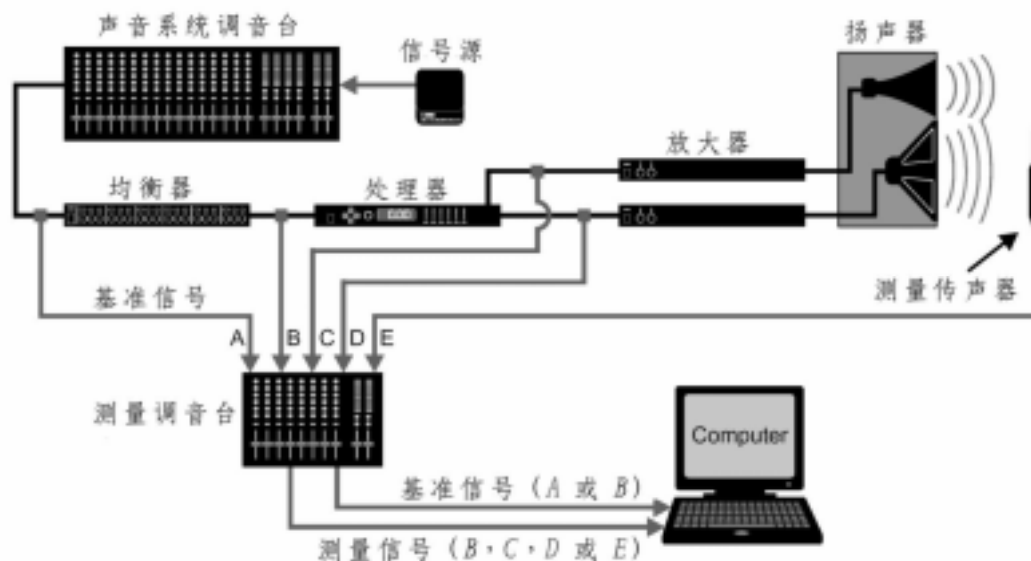 声音系统调音台
信号源
扬声器
放大器
均衡器
处理器
测量传声器
基准信号
A B C D E
测量调音台
Computer
基准信号 (A 或 B)
测量信号 (B,C,D 或 E)